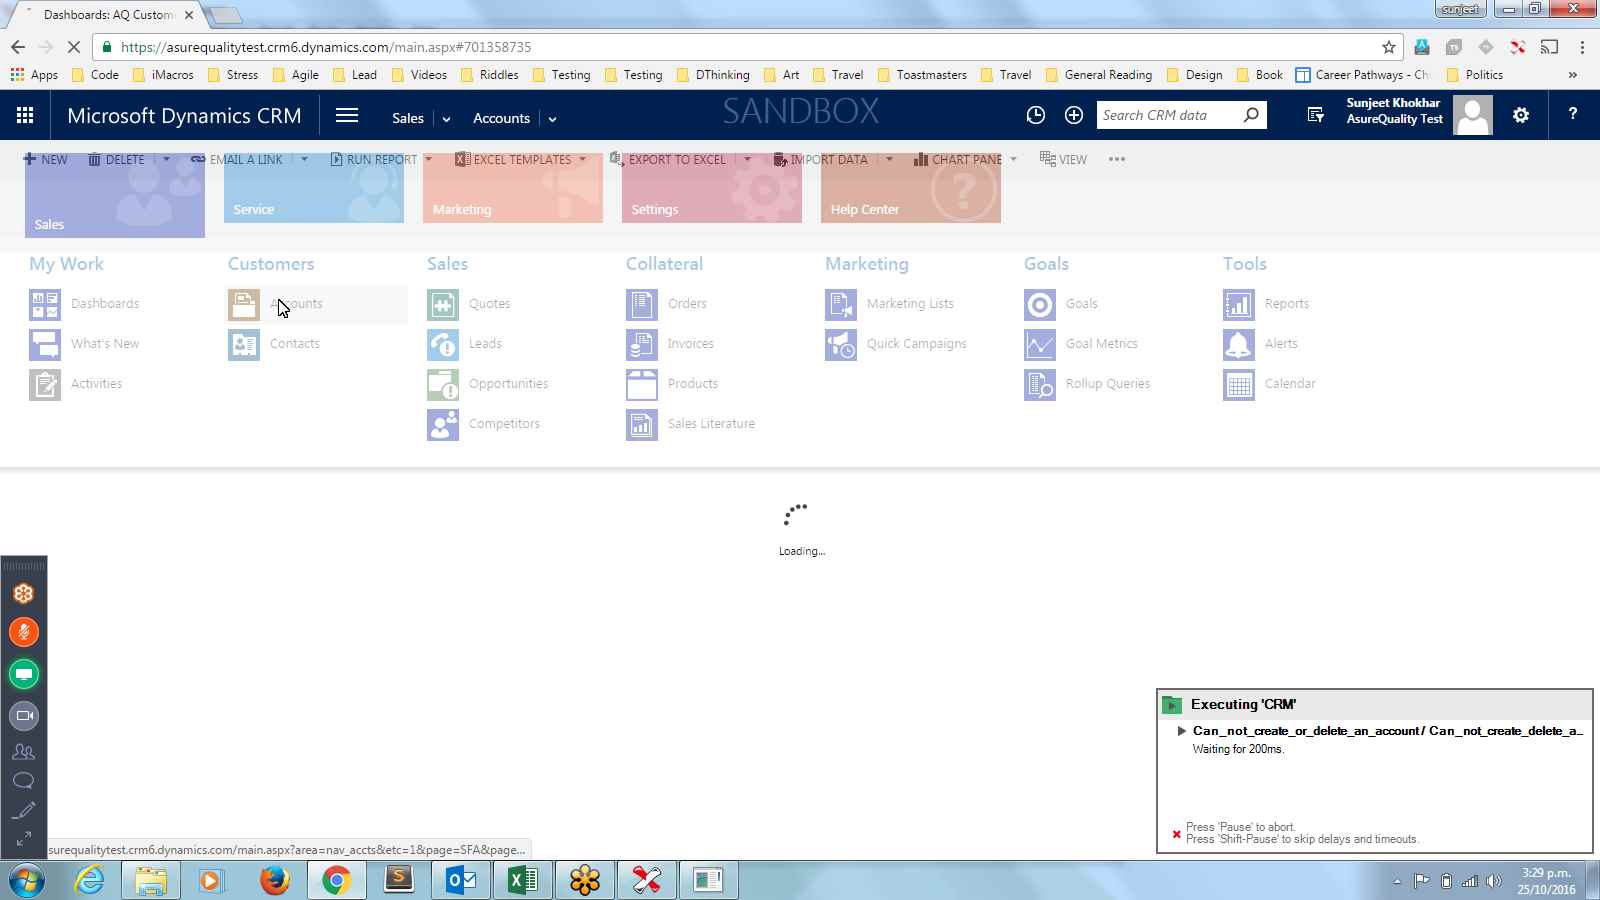 Dashboards: AQ Custom
sunjeet
https://asurequalitytest.crm6.dynamics.com/main.aspx#701358735
Apps Code iMacros Stress Agile Lead Videos Riddles Testing Testing DThinking Art Travel Toastmasters Travel General Reading Design Book Career Pathways - Ch Politics »
Microsoft Dynamics CRM Sales Accounts SANDBOX Search CRM data Sunjeet Khokhar ?
AsureQuality Test
NEW DELETE EMAIL A LINK RUN REPORT EXCEL TEMPLATES EXPORT TO EXCEL IMPORT DATA CHART PANE VIEW
Sales Service Marketing Settings Help Center
My Work Customers Sales Collateral Marketing Goals Tools
Dashboards Accounts Quotes Orders Marketing Lists Goals Reports
What's New Contacts Leads Invoices Quick Campaigns Goal Metrics Alerts
Activities Opportunities Products Rollup Queries Calendar
Competitors Sales Literature
Loading...
Executing 'CRM'
Can_not_create_or_delete_an_account / Can_not_create_delete_a...
Waiting for 200ms.
Press 'Pause' to abort.
Press 'Shift-Pause' to skip delays and timeouts.
surequalitytest.crm6.dynamics.com/main.aspx?area=nav_accts&etc=1&page=SFA&page...
3:29 p.m.
25/10/2016